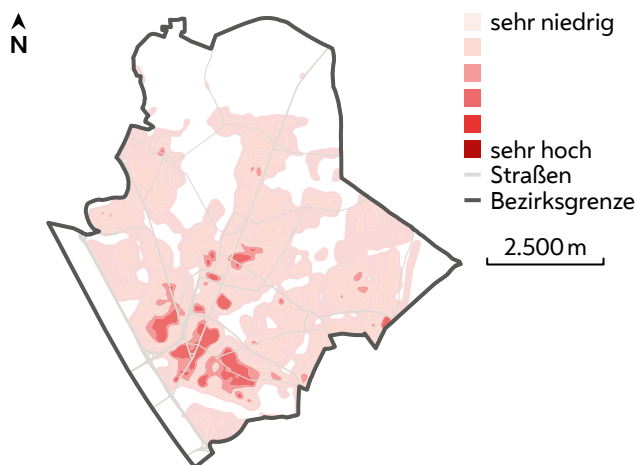 N
sehr niedrig
sehr hoch
Straßen
Bezirksgrenze
2.500 m